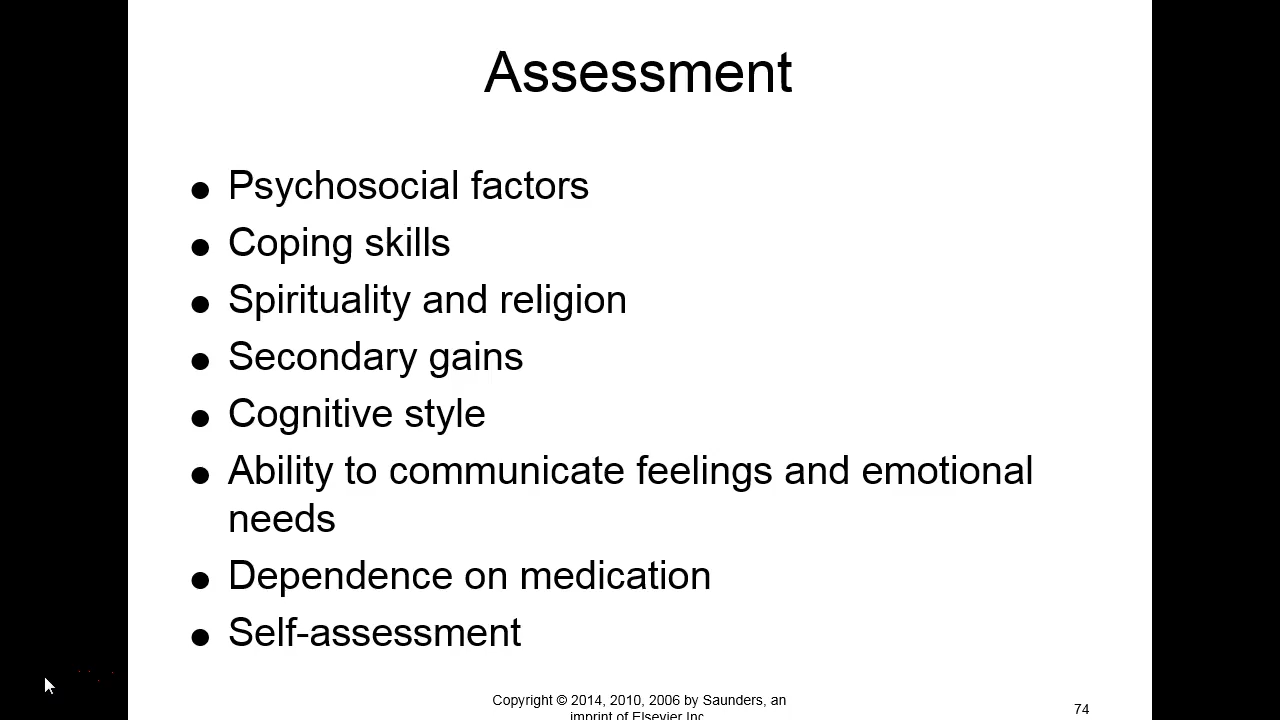 Assessment
● Psychosocial factors
● Coping skills
● Spirituality and religion
● Secondary gains
● Cognitive style
● Ability to communicate feelings and emotional
needs
● Dependence on medication
● Self-assessment
Copyright © 2014, 2010, 2006 by Saunders, an
imprint of Elsevier Inc
74